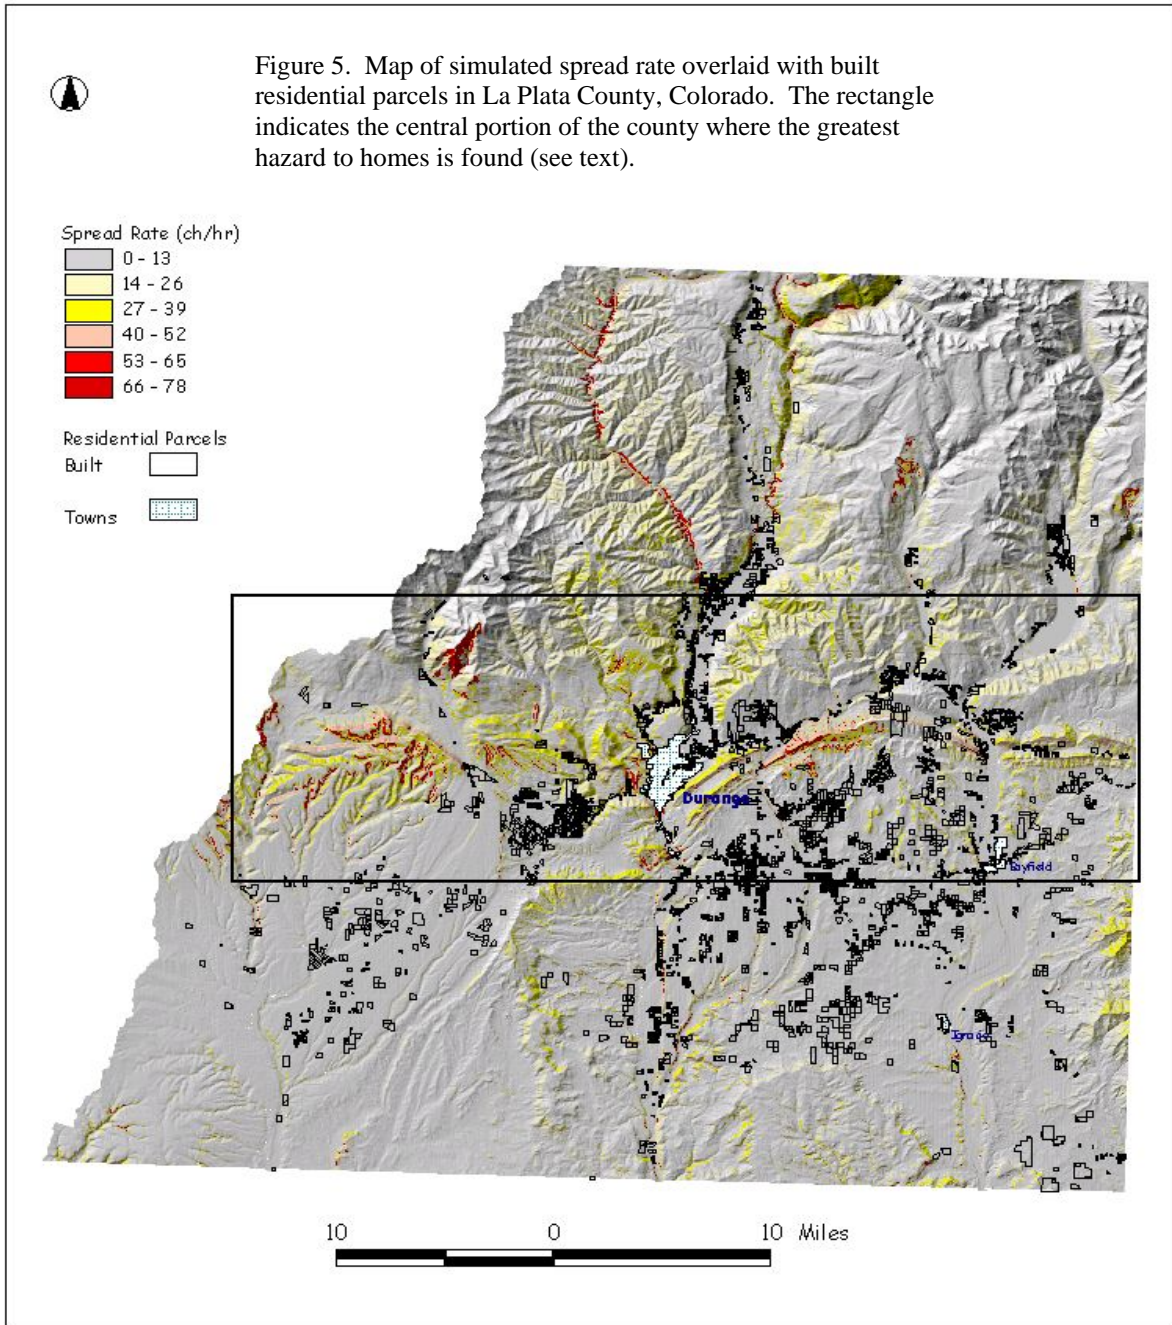 Figure 5. Map of simulated spread rate overlaid with built
residential parcels in La Plata County, Colorado. The rectangle
indicates the central portion of the county where the greatest
hazard to homes is found (see text).
Spread Rate (ch/hr)
0 - 13
14 - 26
27 - 39
40 - 52
53 - 65
66 - 78
Residential Parcels
Built
Towns
Durango
Bayfield
Ignacio
10 0 10 Miles